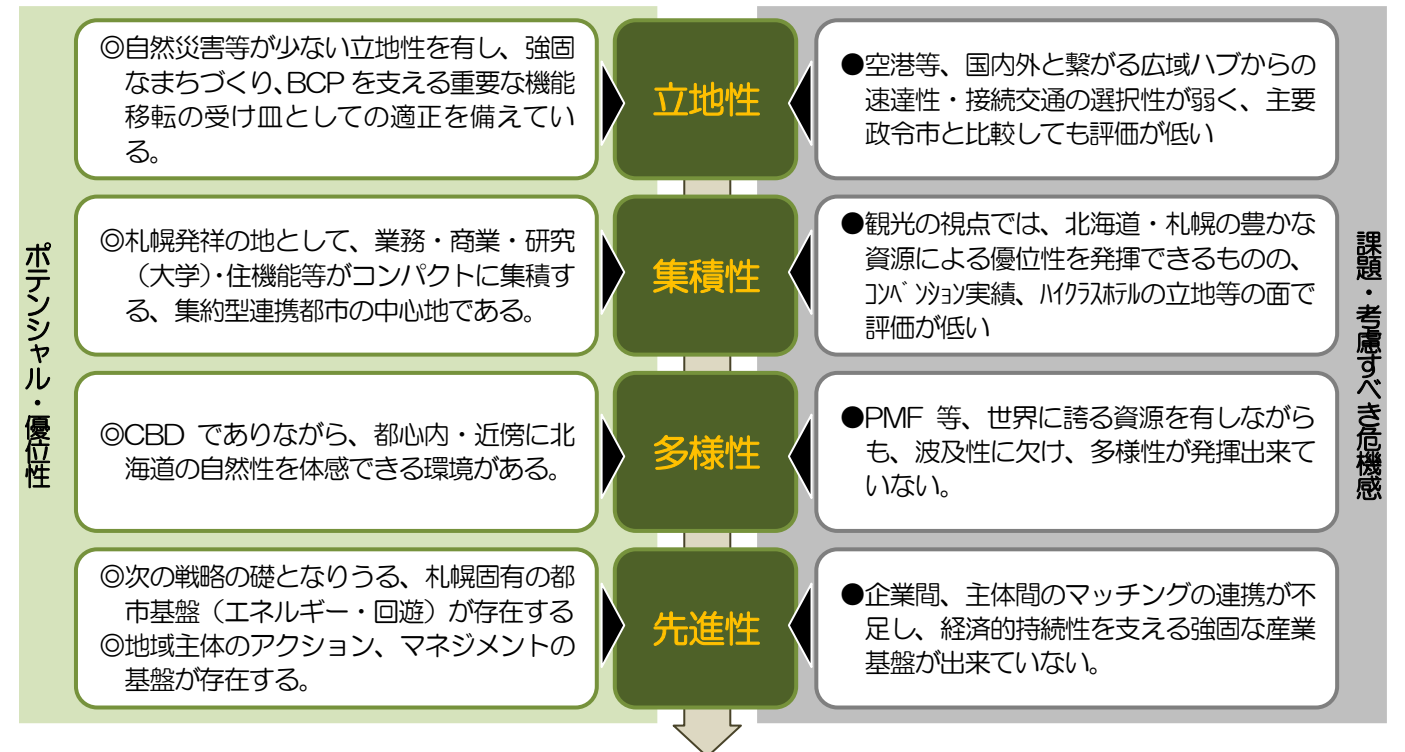 ポテンシャル・優位性
◎自然災害等が少ない立地性を有し、強固
なまちづくり、BCP を支える重要な機能
移転の受け皿としての適正を備えてい
る。
立地性
●空港等、国内外と繋がる広域ハブからの
速達性・接続交通の選択性が弱く、主要
政令市と比較しても評価が低い
◎札幌発祥の地として、業務・商業・研究
（大学）・住機能等がコンパクトに集積す
る、集約型連携都市の中心地である。
集積性
●観光の視点では、北海道・札幌の豊かな
資源による優位性を発揮できるものの、
ｺﾝﾍﾞﾝｼｮﾝ実績、ﾊｲｸﾗｽﾎﾃﾙの立地等の面で
評価が低い
◎CBD でありながら、都心内・近傍に北
海道の自然性を体感できる環境がある。
多様性
●PMF 等、世界に誇る資源を有しながら
も、波及性に欠け、多様性が発揮出来て
いない。
◎次の戦略の礎となりうる、札幌固有の都
市基盤（エネルギー・回遊）が存在する
◎地域主体のアクション、マネジメントの
基盤が存在する。
先進性
●企業間、主体間のマッチングの連携が不
足し、経済的持続性を支える強固な産業
基盤が出来ていない。
課題・考慮すべき危機感